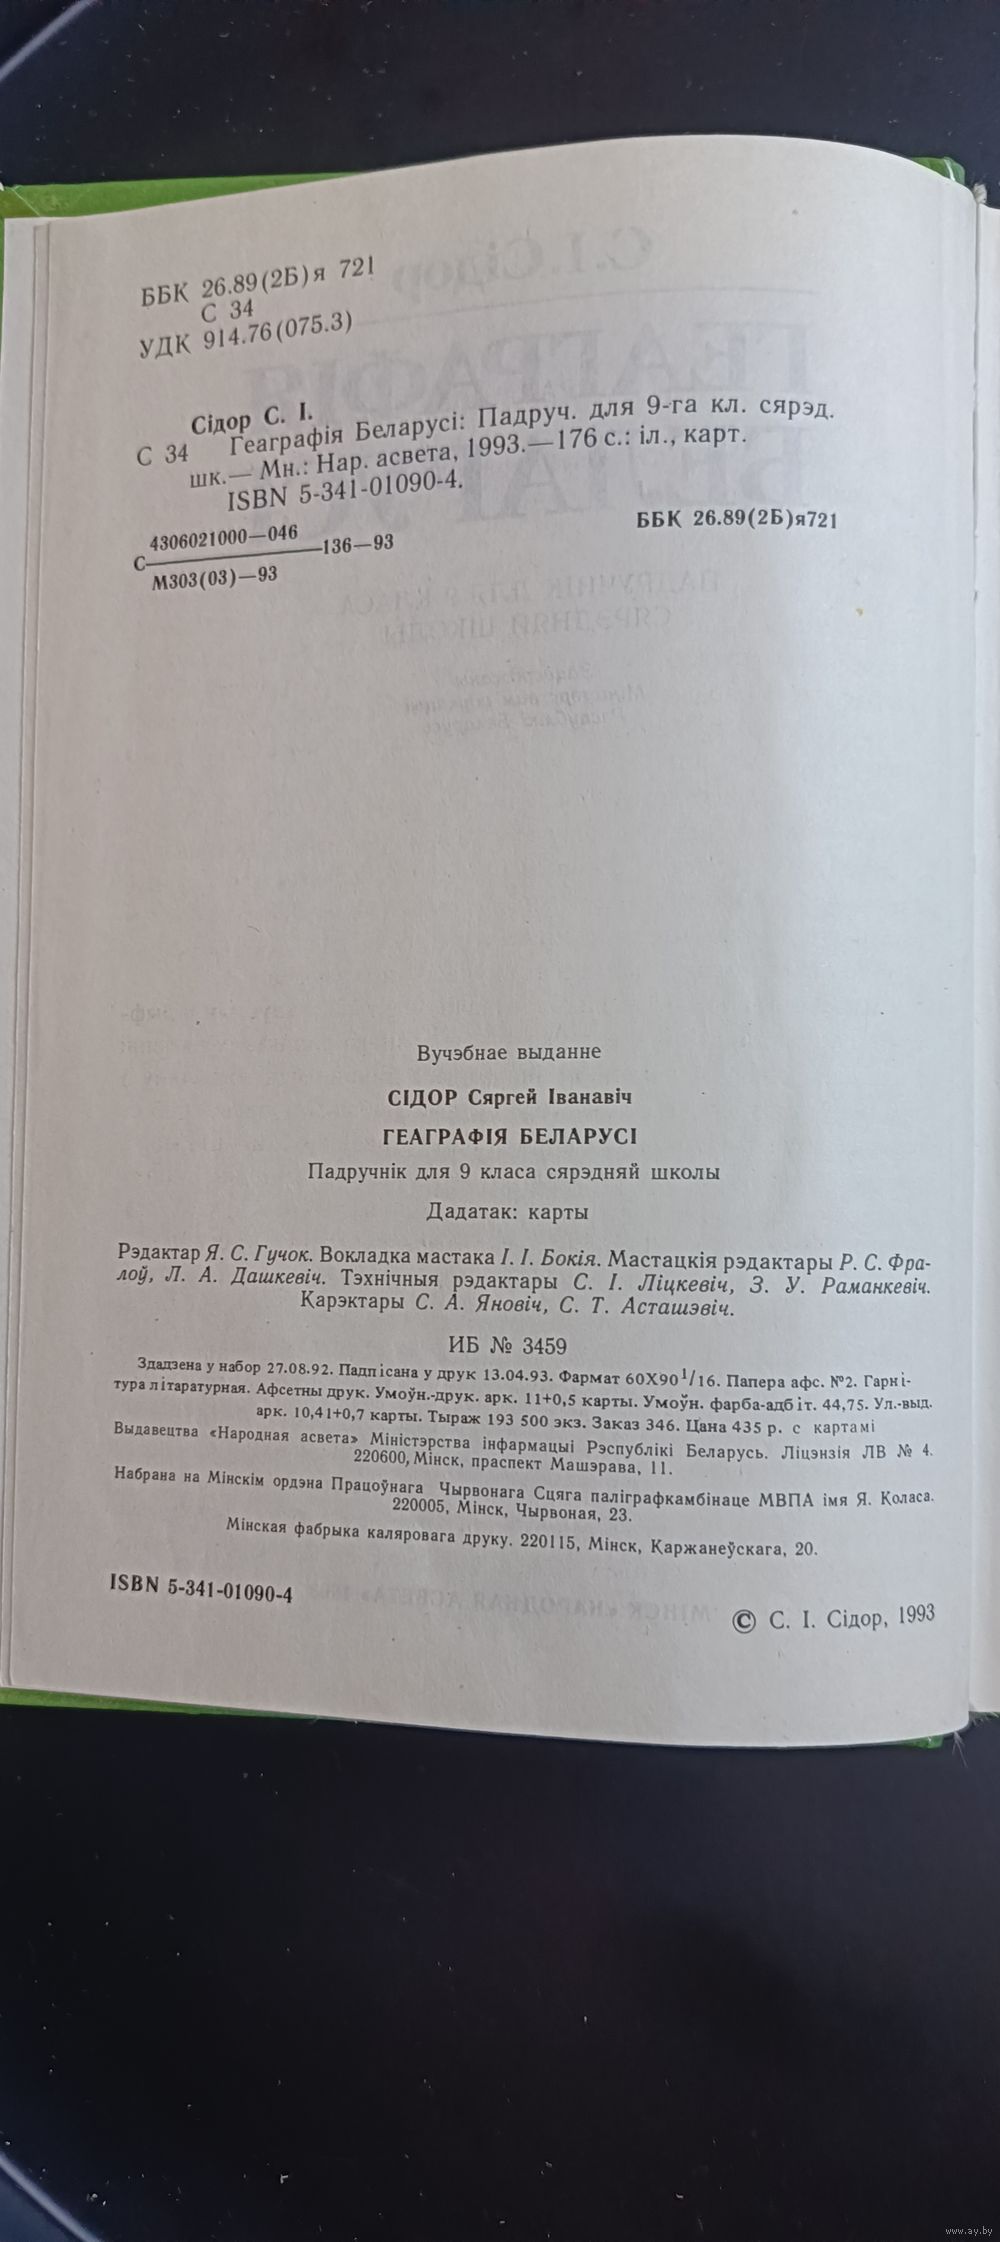 ББК 26.89(2Б)я 721
С 34
УДК 914.76(075.3)
Сідор С. І.
С 34 Геаграфія Беларусі: Падруч. для 9-га кл. сярэд.
шк.— Мн.: Нар. асвета, 1993.—176 с.: іл., карт.
ISBN 5-341-01090-4.
4306021000—046
С———136—93
М303(03)—93
ББК 26.89(2Б)я721
Вучэбнае выданне
СІДОР Сяргей Іванавіч
ГЕАГРАФІЯ БЕЛАРУСІ
Падручнік для 9 класа сярэдняй школы
Дадатак: карты
Рэдактар Я. С. Гучок. Вокладка мастака І. І. Бокія. Мастацкія рэдактары Р. С. Фра-
лоў, Л. А. Дашкевіч. Тэхнічныя рэдактары С. І. Ліцкевіч, З. У. Раманкевіч.
Карэктары С. А. Яновіч, С. Т. Асташэвіч.
ИБ № 3459
Здадзена у набор 27.08.92. Падпісана у друк 13.04.93. Фармат 60X90¹/16. Папера афс. №2. Гарні-
тура літаратурная. Афсетны друк. Умоўн.-друк. арк. 11+0,5 карты. Умоўн. фарба-адбіт. 44,75. Ул.-выд.
арк. 10,41+0,7 карты. Тыраж 193 500 экз. Заказ 346. Цана 435 р. с картамі
Выдавецтва «Народная асвета» Міністэрства інфармацыі Рэспублікі Беларусь. Ліцэнзія ЛВ № 4.
220600, Мінск, праспект Машэрава, 11.
Набрана на Мінскім ордэна Працоўнага Чырвонага Сцяга паліграфкамбінаце МВПА імя Я. Коласа.
220005, Мінск, Чырвоная, 23.
Мінская фабрыка каляровага друку. 220115, Мінск, Каржанеўскага, 20.
ISBN 5-341-01090-4
© С. І. Сідор, 1993
www.ay.by